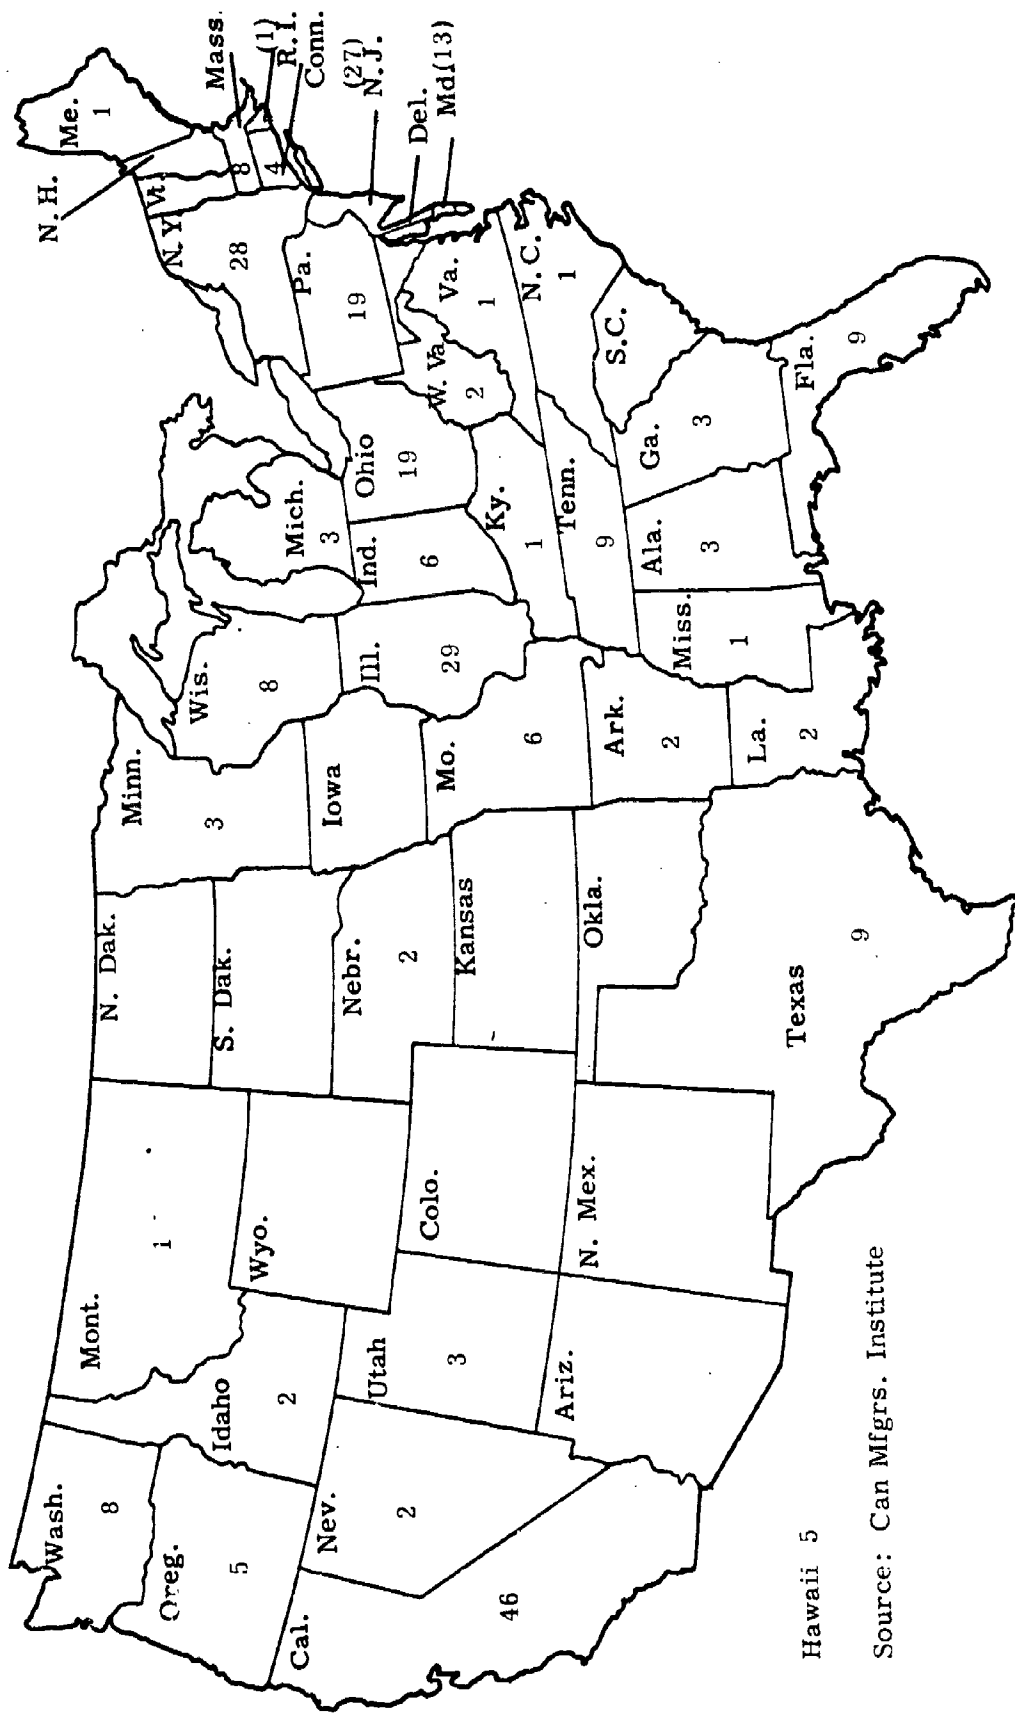 Wash.
8
Oreg.
5
Cal.
46
Nev.
2
Idaho
2
Mont.
1
Wyo.
Utah
3
Colo.
Ariz.
N. Mex.
N. Dak.
S. Dak.
Nebr.
2
Kansas
Okla.
Texas
9
Minn.
3
Iowa
Mo.
6
Ark.
2
La.
2
Wis.
8
Ill.
29
Mich.
3
Ind.
6
Ohio
19
Ky.
1
Tenn.
9
Miss.
1
Ala.
3
Ga.
3
Fla.
9
S.C.
N.C.
1
Va.
1
W. Va.
2
Pa.
19
N.Y.
28
Vt.
N. H.
Me.
1
Mass.
8
(1)
R.I.
Conn.
4
(27)
N.J.
Del.
Md(13)
Hawaii 5
Source: Can Mfgrs. Institute